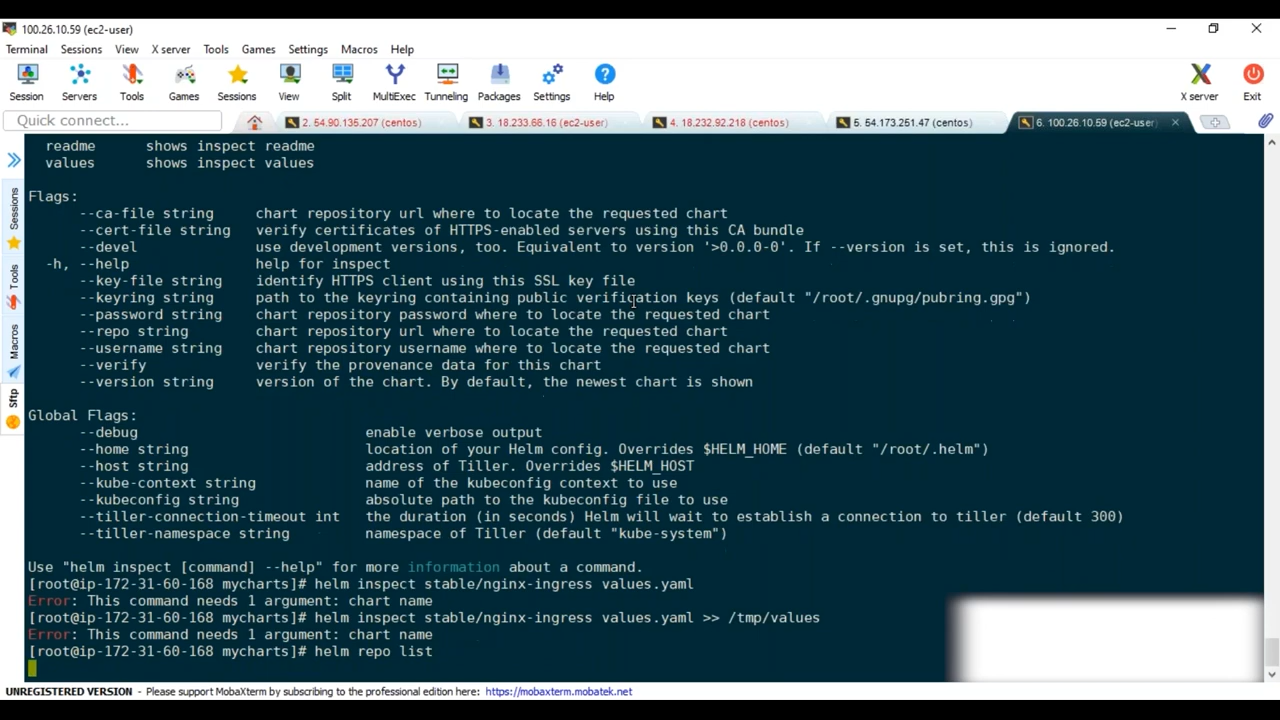 100.26.10.59 (ec2-user)
Terminal Sessions View X server Tools Games Settings Macros Help
Session Servers Tools Games Sessions View Split MultiExec Tunneling Packages Settings Help X server Exit
Quick connect... 2. 54.90.135.207 (centos) 3. 18.233.66.16 (ec2-user) 4. 18.232.92.218 (centos) 5. 54.173.251.47 (centos) 6. 100.26.10.59 (ec2-user)
Sessions
Tools
Macros
Sftp
readme shows inspect readme
values shows inspect values
Flags:
--ca-file string chart repository url where to locate the requested chart
--cert-file string verify certificates of HTTPS-enabled servers using this CA bundle
--devel use development versions, too. Equivalent to version '>0.0.0-0'. If --version is set, this is ignored.
-h, --help help for inspect
--key-file string identify HTTPS client using this SSL key file
--keyring string path to the keyring containing public verification keys (default "/root/.gnupg/pubring.gpg")
--password string chart repository password where to locate the requested chart
--repo string chart repository url where to locate the requested chart
--username string chart repository username where to locate the requested chart
--verify verify the provenance data for this chart
--version string version of the chart. By default, the newest chart is shown
Global Flags:
--debug enable verbose output
--home string location of your Helm config. Overrides $HELM_HOME (default "/root/.helm")
--host string address of Tiller. Overrides $HELM_HOST
--kube-context string name of the kubeconfig context to use
--kubeconfig string absolute path to the kubeconfig file to use
--tiller-connection-timeout int the duration (in seconds) Helm will wait to establish a connection to tiller (default 300)
--tiller-namespace string namespace of Tiller (default "kube-system")
Use "helm inspect [command] --help" for more information about a command.
[root@ip-172-31-60-168 mycharts]# helm inspect stable/nginx-ingress values.yaml
Error: This command needs 1 argument: chart name
[root@ip-172-31-60-168 mycharts]# helm inspect stable/nginx-ingress values.yaml >> /tmp/values
Error: This command needs 1 argument: chart name
[root@ip-172-31-60-168 mycharts]# helm repo list
UNREGISTERED VERSION - Please support MobaXterm by subscribing to the professional edition here: https://mobaxterm.mobatek.net